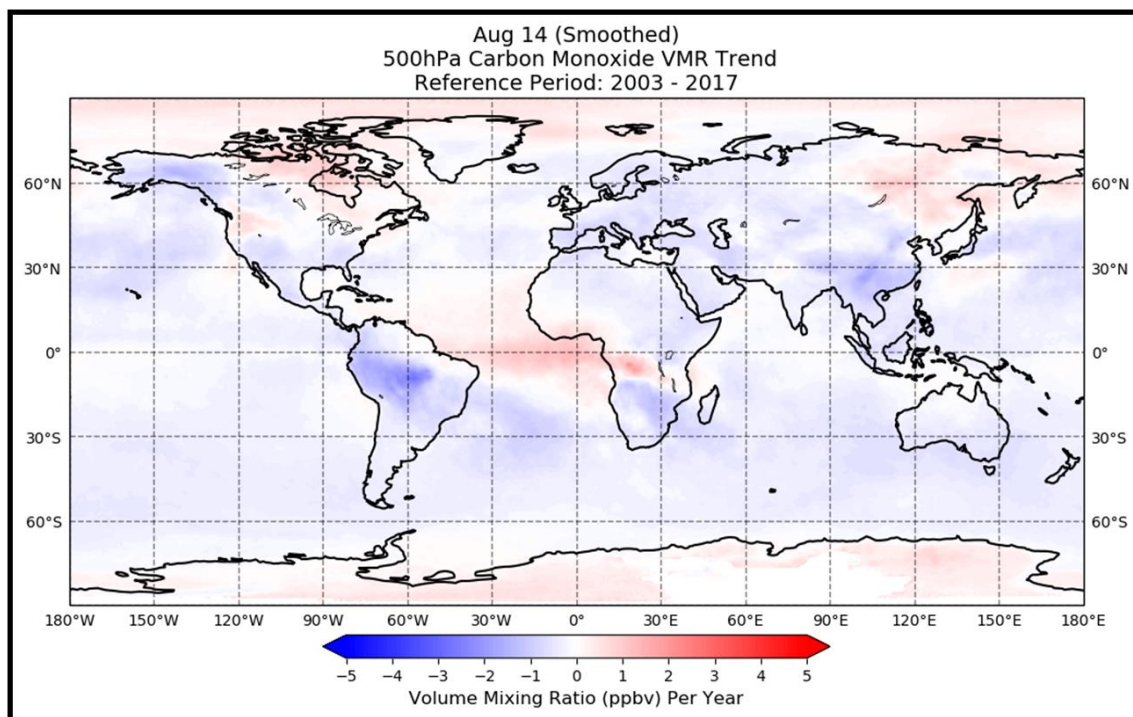 Aug 14 (Smoothed)
500hPa Carbon Monoxide VMR Trend
Reference Period: 2003 - 2017
60°N 60°N
30°N 30°N
0° 0°
30°S 30°S
60°S 60°S
180°W 150°W 120°W 90°W 60°W 30°W 0° 30°E 60°E 90°E 120°E 150°E 180°E
−5 −4 −3 −2 −1 0 1 2 3 4 5
Volume Mixing Ratio (ppbv) Per Year